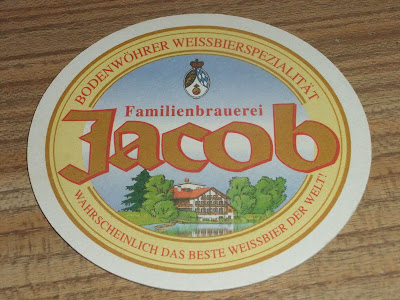 BODENWÖHRER WEISSBIERSPEZIALITÄT
Familienbrauerei
Jacob
WAHRSCHEINLICH DAS BESTE WEISSBIER DER WELT!